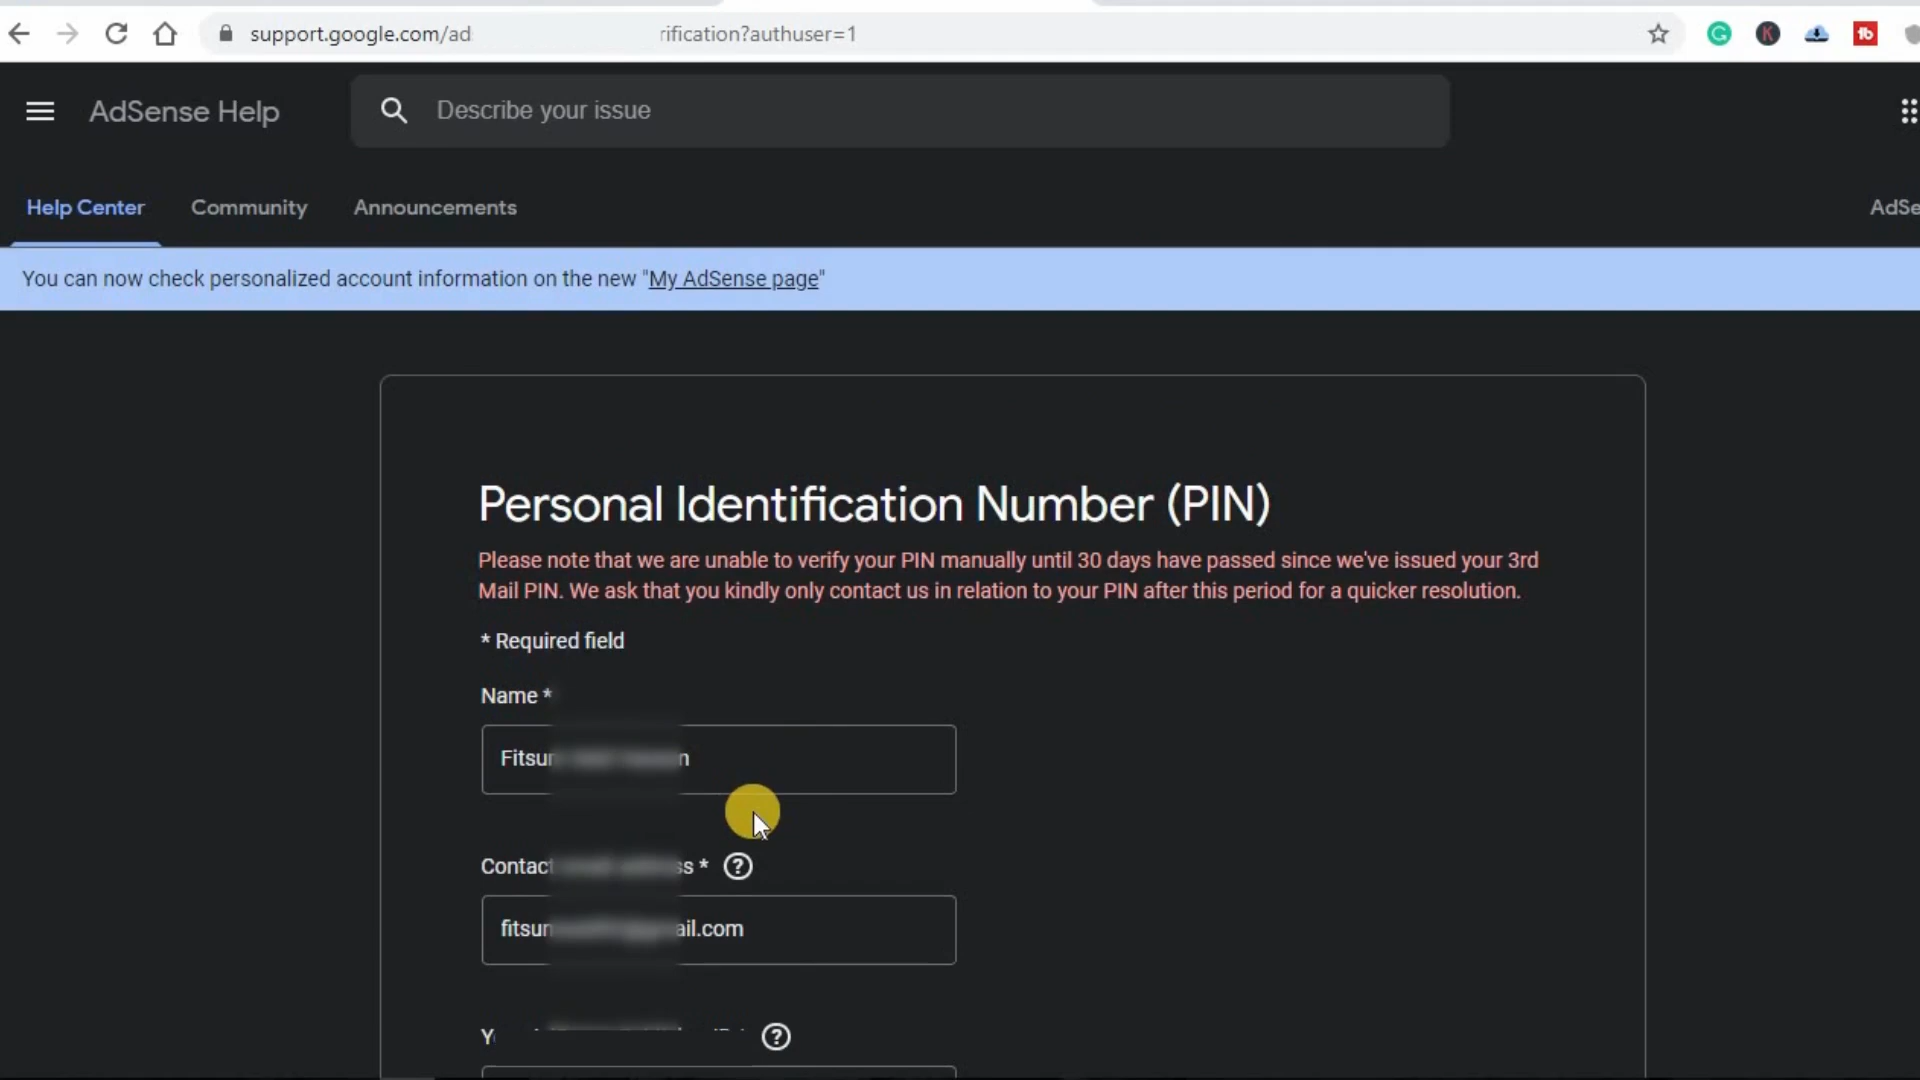 support.google.com/ad rification?authuser=1
AdSense Help
Describe your issue
Help Center
Community
Announcements
AdSe
You can now check personalized account information on the new "My AdSense page"
Personal Identification Number (PIN)
Please note that we are unable to verify your PIN manually until 30 days have passed since we've issued your 3rd
Mail PIN. We ask that you kindly only contact us in relation to your PIN after this period for a quicker resolution.
* Required field
Name *
Fitsu n
Contact ss *
fitsu ail.com